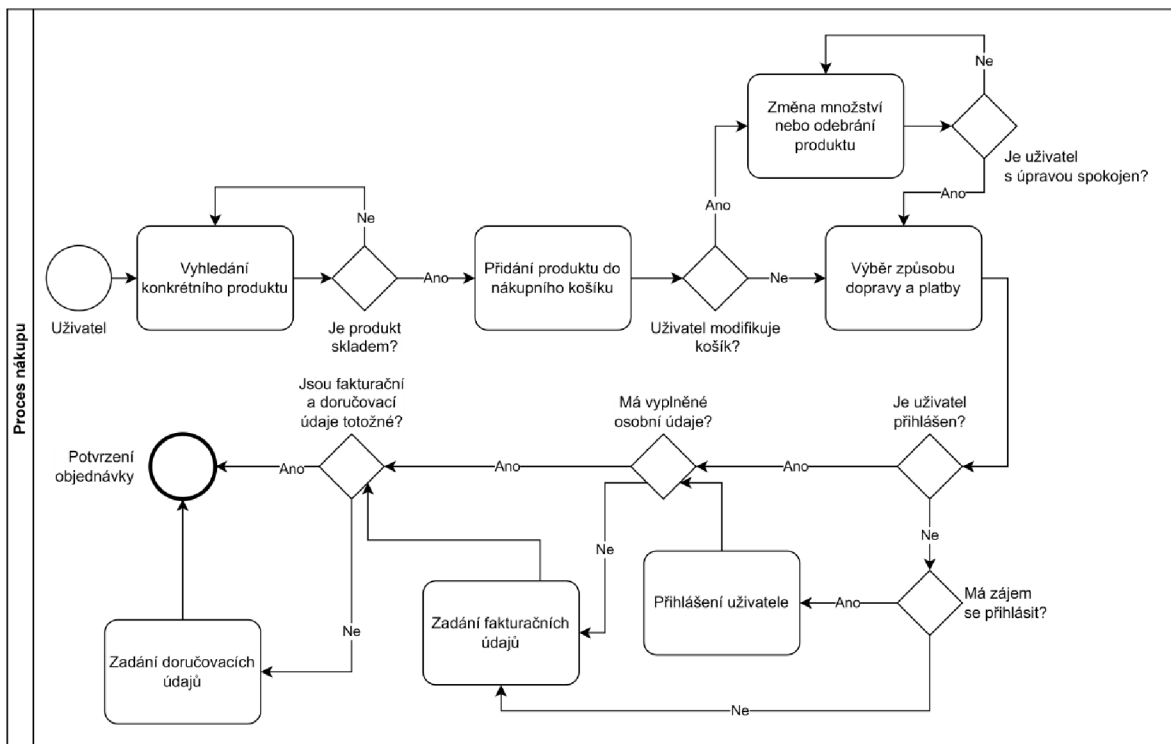 Proces nákupu
Ne
Změna množství
nebo odebrání
produktu
Je uživatel
s úpravou spokojen?
Ano
Ano
Ne
Uživatel
Vyhledání
konkrétního produktu
Ano
Je produkt
skladem?
Přidání produktu do
nákupního košíku
Ne
Uživatel modifikuje
košík?
Výběr způsobu
dopravy a platby
Jsou fakturační
a doručovací
údaje totožné?
Má vyplněné
osobní údaje?
Je uživatel
přihlášen?
Potvrzení
objednávky
Ano
Ano
Ano
Ne
Ne
Ne
Zadání doručovacích
údajů
Zadání fakturačních
údajů
Přihlášení uživatele
Ano
Má zájem
se přihlásit?
Ne